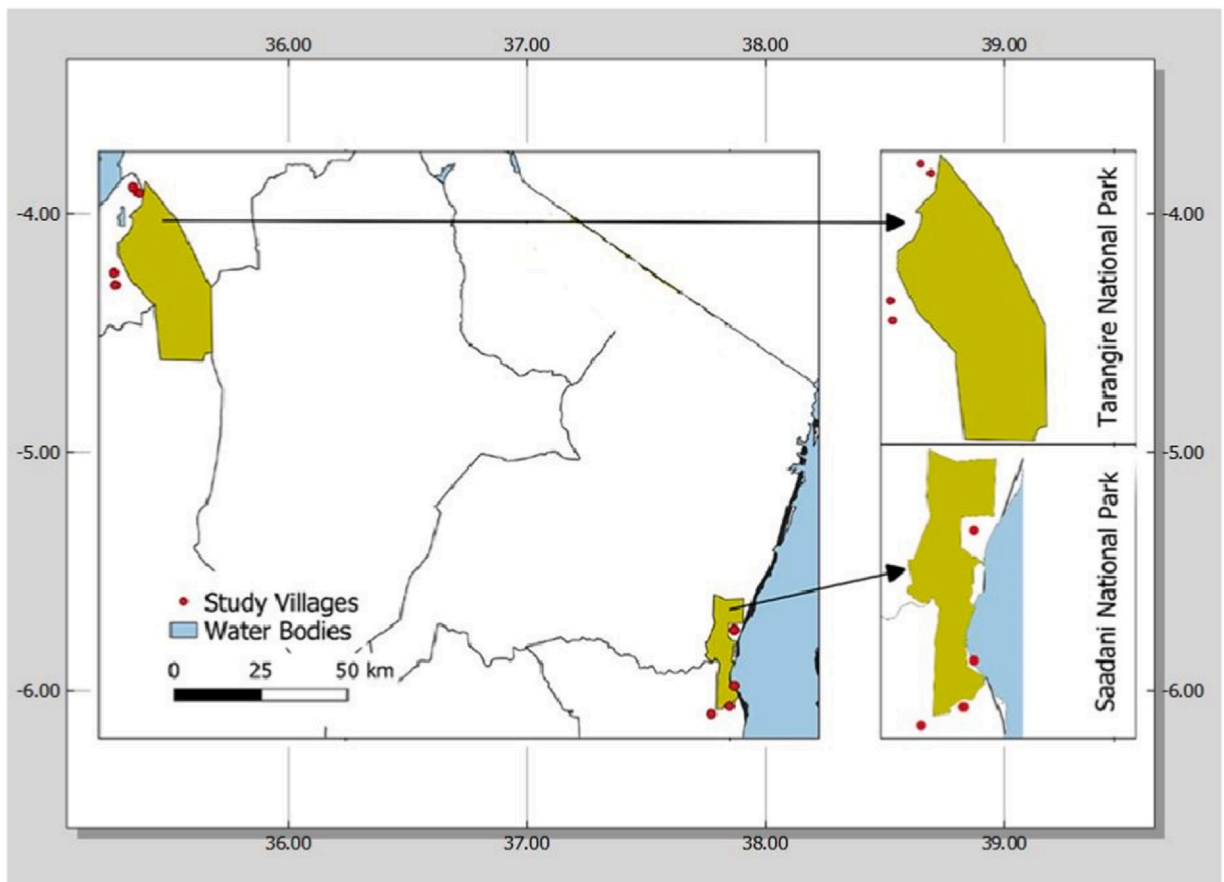 36.00 37.00 38.00 39.00
-4.00 -4.00
Tarangire National Park
-5.00 -5.00
Study Villages
Water Bodies
0 25 50 km
Saadani National Park
-6.00 -6.00
36.00 37.00 38.00 39.00